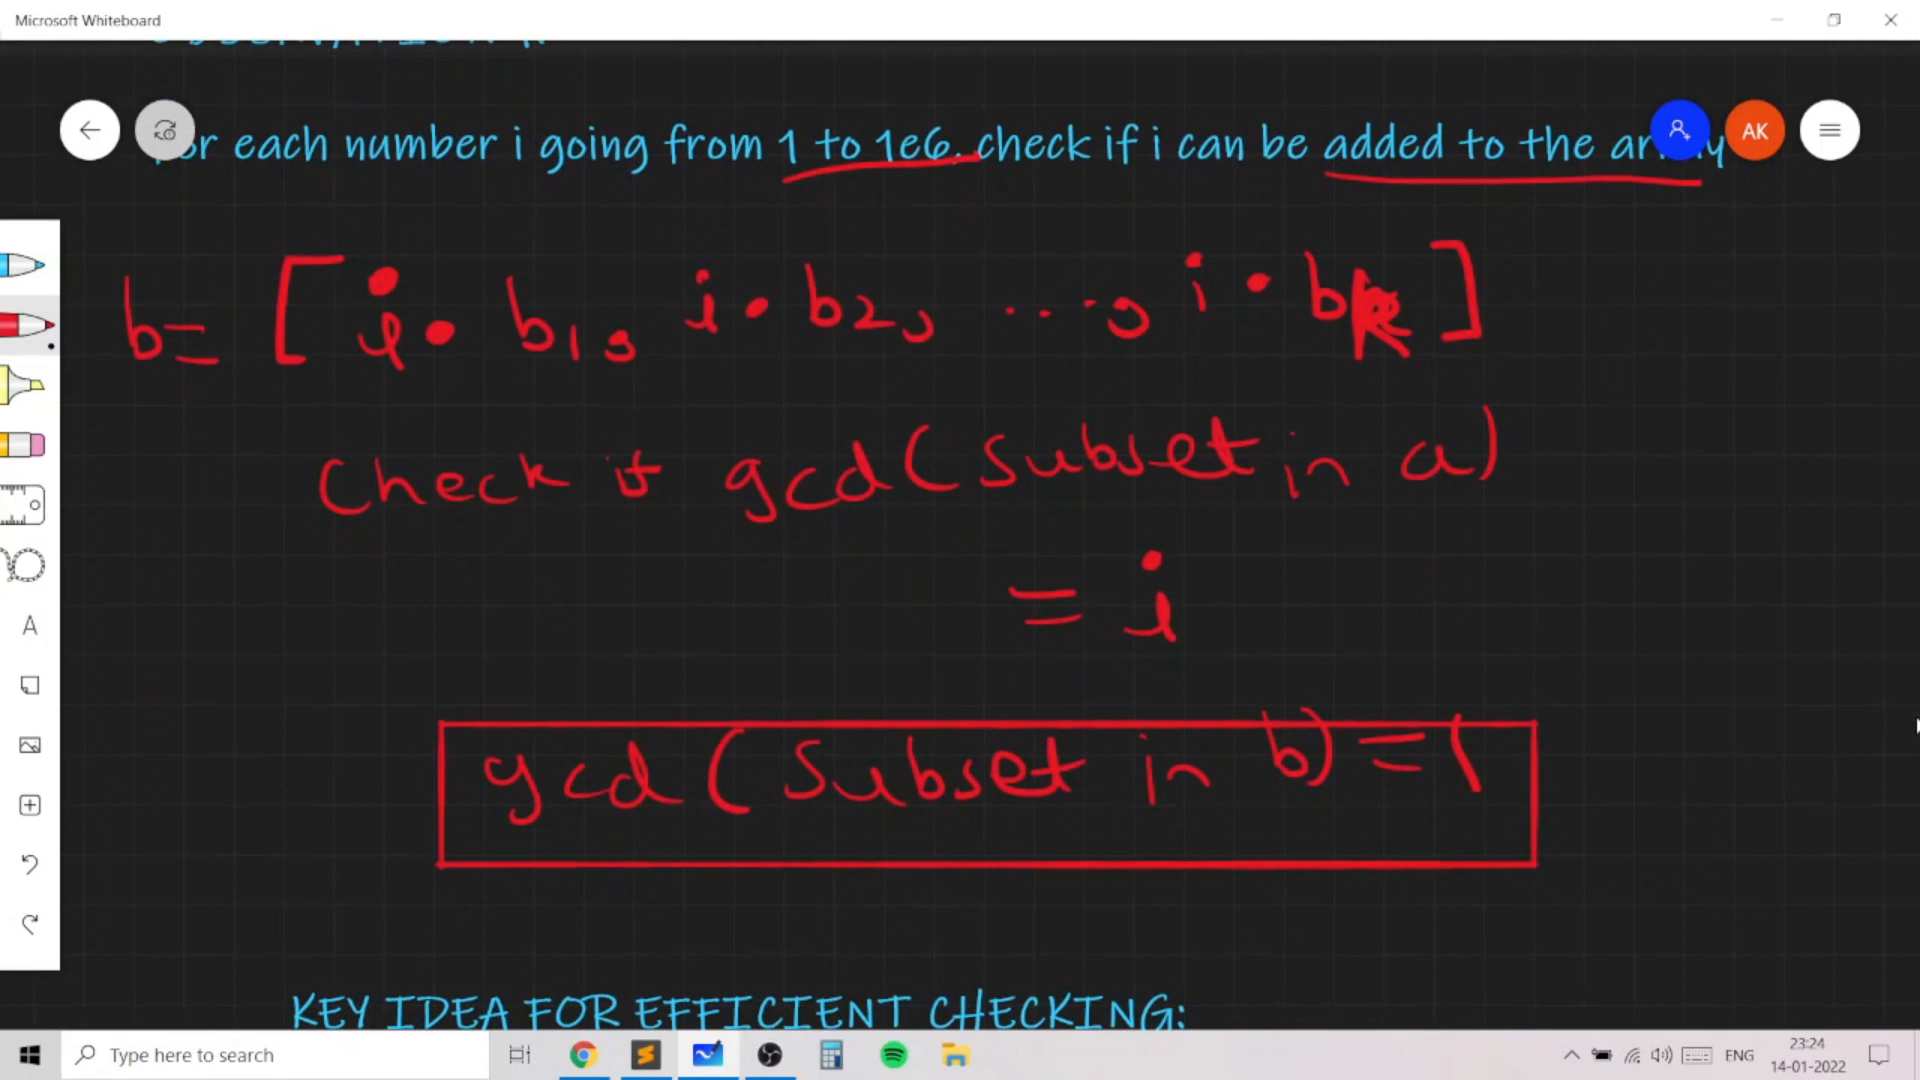 Microsoft Whiteboard
For each number i going from 1 to 1e6, check if i can be added to the array
AK
b= [ i • b1, i • b2, ..., i • bk ]
Check if gcd(subset in a)
= i
gcd (subset in b) = 1
KEY IDEA FOR EFFICIENT CHECKING:
Type here to search
ENG
23:24
14-01-2022